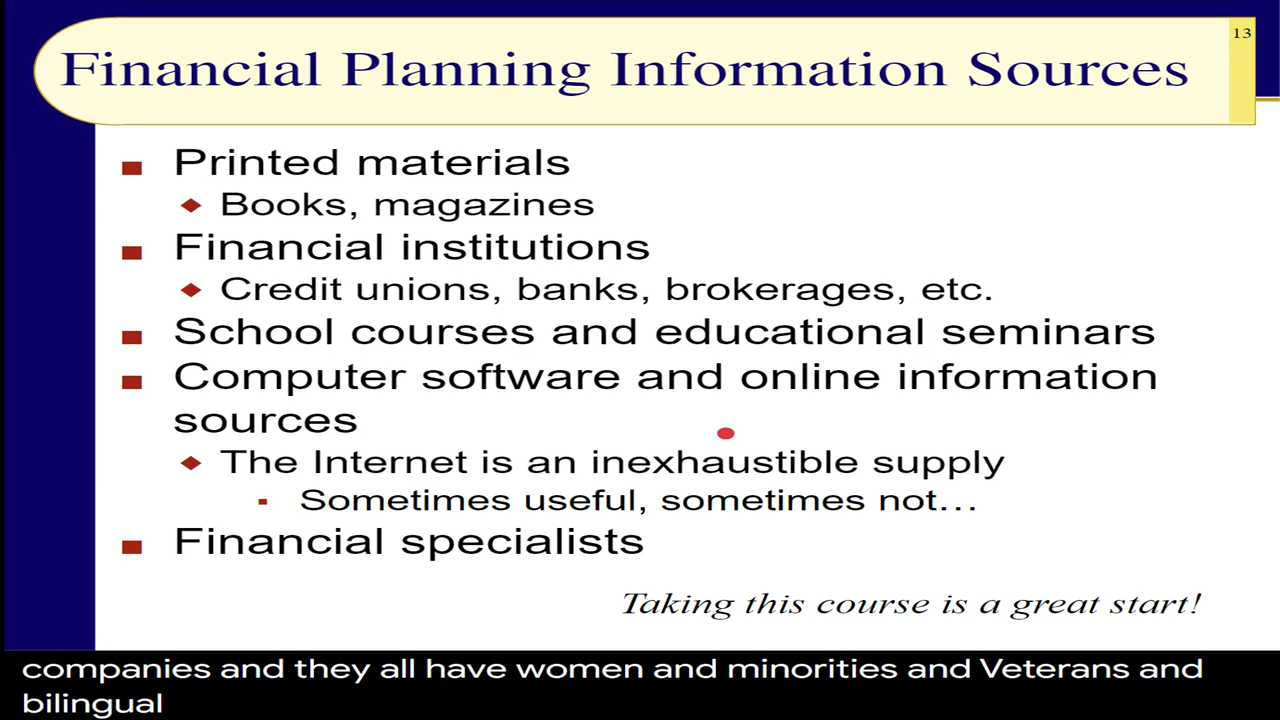 13
Financial Planning Information Sources
Printed materials
Books, magazines
Financial institutions
Credit unions, banks, brokerages, etc.
School courses and educational seminars
Computer software and online information
sources
The Internet is an inexhaustible supply
Sometimes useful, sometimes not…
Financial specialists
Taking this course is a great start!
companies and they all have women and minorities and Veterans and
bilingual